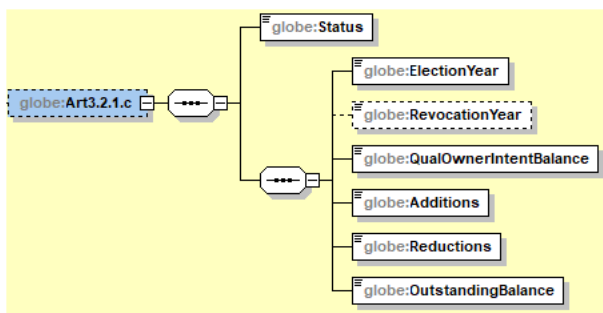 globe:Status
globe:ElectionYear
globe:Art3.2.1.c
globe:RevocationYear
globe:QualOwnerIntentBalance
globe:Additions
globe:Reductions
globe:OutstandingBalance